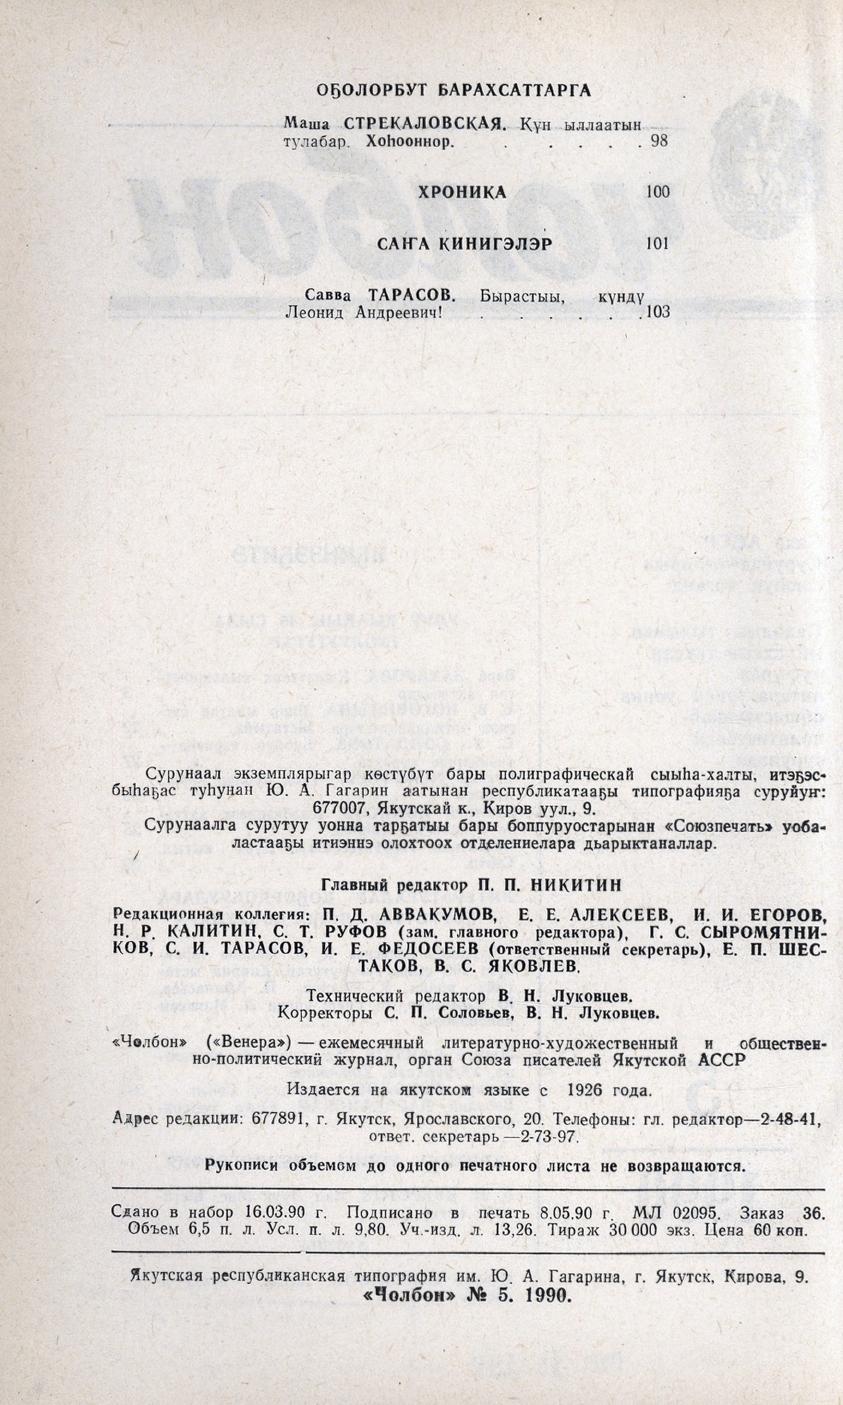 ОҔОЛОРБУТ БАРАХСАТТАРГА
Маша СТРЕКАЛОВСКАЯ. Күн ыллаатын
тулабар. Хоһооннор. . . . . . 98
ХРОНИКА 100
САҤА КИНИГЭЛЭР 101
Савва ТАРАСОВ. Бырастыы, күндү
Леонид Андреевич! . . . . . . 103
Сурунаал экземплярыгар көстүбүт бары полиграфическай сыыһа-халты, итэҕэс-
быһаҕас туһунан Ю. А. Гагарин аатынан республикатааҕы типографияҕа суруйуҥ:
677007, Якутскай к., Киров уул., 9.
Сурунаалга сурутуу уонна тарҕатыы бары боппуруостарынан «Союзпечать» уоба-
ластааҕы итиэннэ олохтоох отделениелара дьарыктаналлар.
Главный редактор П. П. НИКИТИН
Редакционная коллегия: П. Д. АВВАКУМОВ, Е. Е. АЛЕКСЕЕВ, И. И. ЕГОРОВ,
Н. Р. КАЛИТИН, С. Т. РУФОВ (зам. главного редактора), Г. С. СЫРОМЯТНИ-
КОВ, С. И. ТАРАСОВ, И. Е. ФЕДОСЕЕВ (ответственный секретарь), Е. П. ШЕС-
ТАКОВ, В. С. ЯКОВЛЕВ.
Технический редактор В. Н. Луковцев.
Корректоры С. П. Соловьев, В. Н. Луковцев.
«Чолбон» («Венера») — ежемесячный литературно-художественный и обществен-
но-политический журнал, орган Союза писателей Якутской АССР
Издается на якутском языке с 1926 года.
Адрес редакции: 677891, г. Якутск, Ярославского, 20. Телефоны: гл. редактор—2-48-41,
ответ. секретарь —2-73-97.
Рукописи объемом до одного печатного листа не возвращаются.
Сдано в набор 16.03.90 г. Подписано в печать 8.05.90 г. МЛ 02095. Заказ 36.
Объем 6,5 п. л. Усл. п. л. 9,80. Уч.-изд. л. 13,26. Тираж 30 000 экз. Цена 60 коп.
Якутская республиканская типография им. Ю. А. Гагарина, г. Якутск, Кирова, 9.
«Чолбон» № 5. 1990.